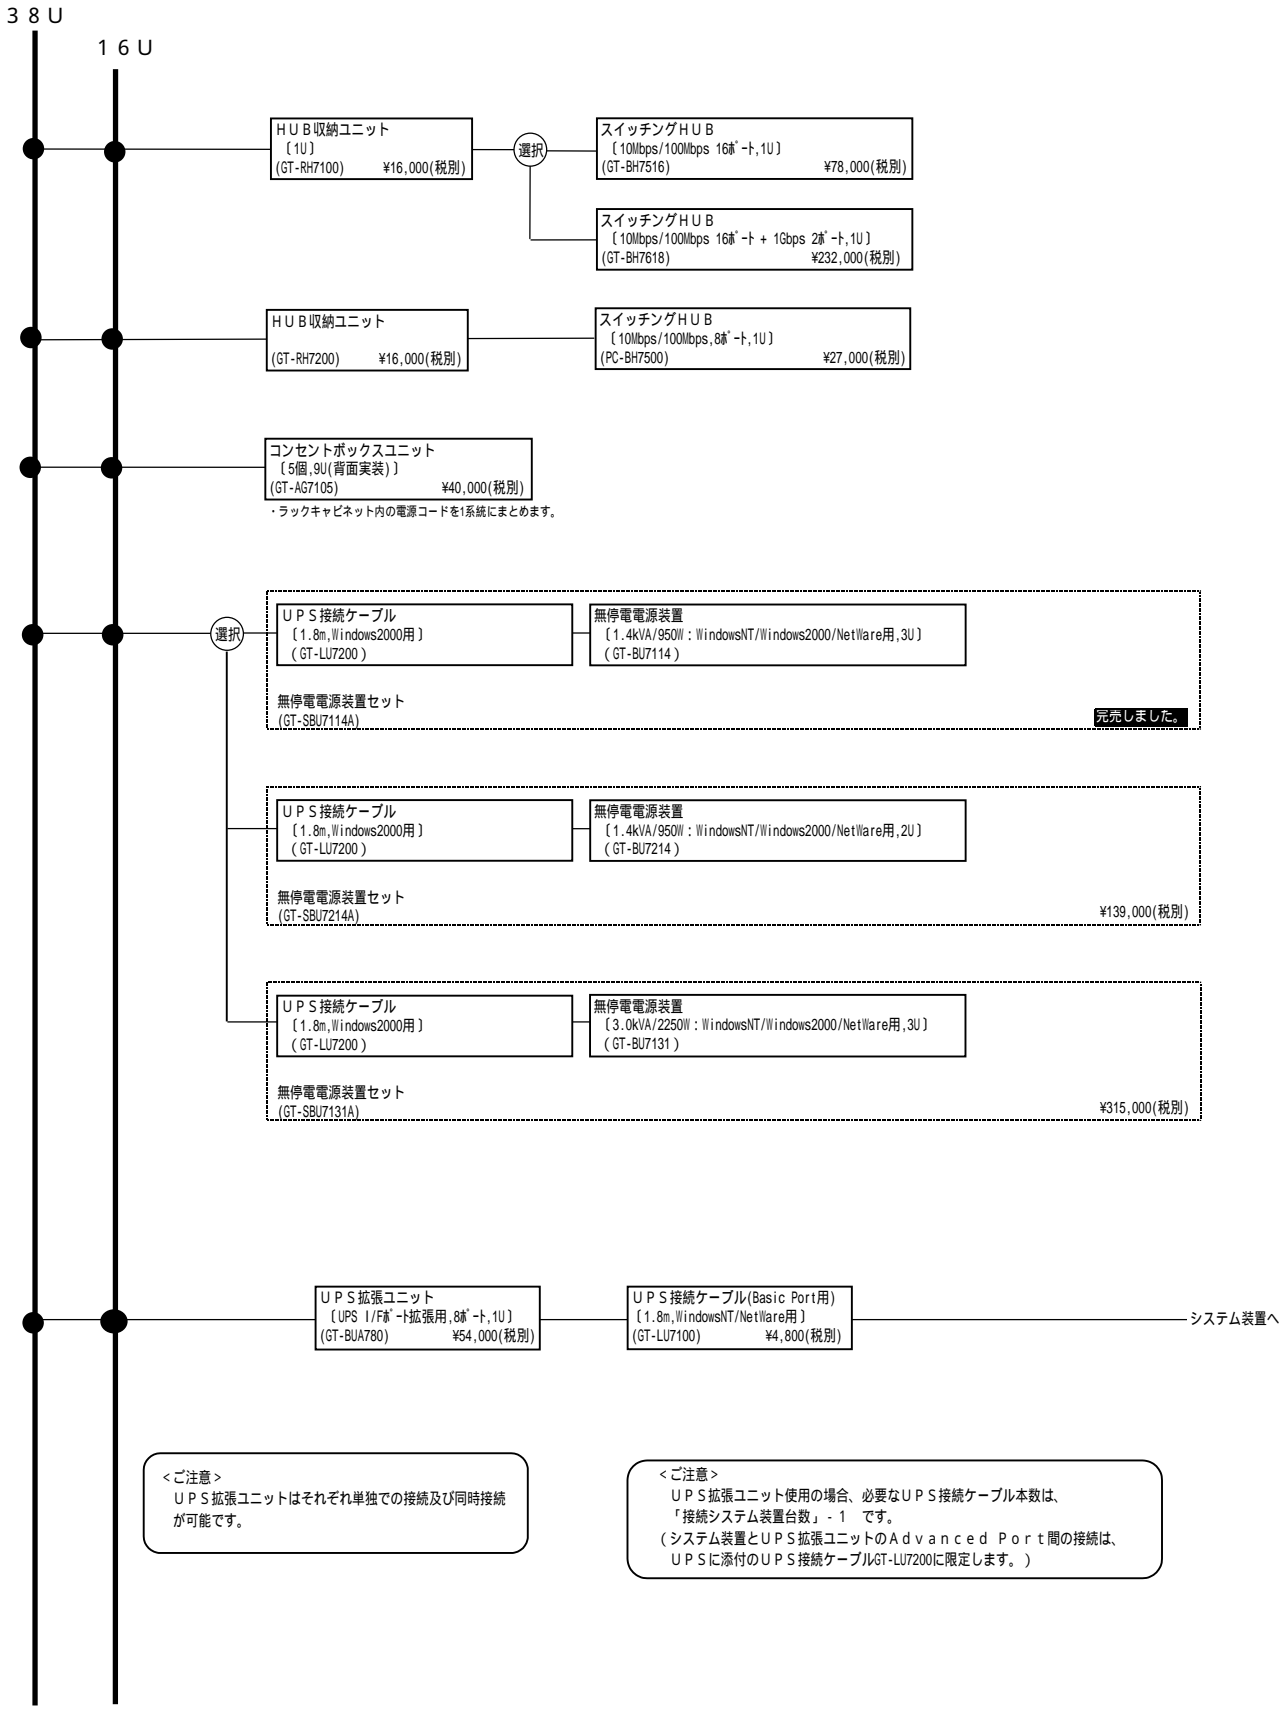 ３８Ｕ
１６Ｕ
ＨＵＢ収納ユニット
〔1U〕
(GT-RH7100) ¥16,000(税別)
選択
スイッチングＨＵＢ
〔10Mbps/100Mbps 16ﾎﾟｰﾄ,1U〕
(GT-BH7516) ¥78,000(税別)
スイッチングＨＵＢ
〔10Mbps/100Mbps 16ﾎﾟｰﾄ + 1Gbps 2ﾎﾟｰﾄ,1U〕
(GT-BH7618) ¥232,000(税別)
ＨＵＢ収納ユニット
(GT-RH7200) ¥16,000(税別)
スイッチングＨＵＢ
〔10Mbps/100Mbps,8ﾎﾟｰﾄ,1U〕
(PC-BH7500) ¥27,000(税別)
コンセントボックスユニット
〔5個,9U(背面実装)〕
(GT-AG7105) ¥40,000(税別)
・ラックキャビネット内の電源コードを1系統にまとめます。
選択
ＵＰＳ接続ケーブル
〔1.8m,Windows2000用〕
(GT-LU7200)
無停電電源装置
〔1.4kVA/950W：WindowsNT/Windows2000/NetWare用,3U〕
(GT-BU7114)
無停電電源装置セット
(GT-SBU7114A)
完売しました。
ＵＰＳ接続ケーブル
〔1.8m,Windows2000用〕
(GT-LU7200)
無停電電源装置
〔1.4kVA/950W：WindowsNT/Windows2000/NetWare用,2U〕
(GT-BU7214)
無停電電源装置セット
(GT-SBU7214A) ¥139,000(税別)
ＵＰＳ接続ケーブル
〔1.8m,Windows2000用〕
(GT-LU7200)
無停電電源装置
〔3.0kVA/2250W：WindowsNT/Windows2000/NetWare用,3U〕
(GT-BU7131)
無停電電源装置セット
(GT-SBU7131A) ¥315,000(税別)
ＵＰＳ拡張ユニット
〔UPS I/Fﾎﾟｰﾄ拡張用,8ﾎﾟｰﾄ,1U〕
(GT-BUA780) ¥54,000(税別)
ＵＰＳ接続ケーブル(Basic Port用)
〔1.8m,WindowsNT/NetWare用〕
(GT-LU7100) ¥4,800(税別)
システム装置へ
＜ご注意＞
ＵＰＳ拡張ユニットはそれぞれ単独での接続及び同時接続
が可能です。
＜ご注意＞
ＵＰＳ拡張ユニット使用の場合、必要なＵＰＳ接続ケーブル本数は、
「接続システム装置台数」-１ です。
(システム装置とＵＰＳ拡張ユニットのＡｄｖａｎｃｅｄ Ｐｏｒｔ間の接続は、
ＵＰＳに添付のＵＰＳ接続ケーブルGT-LU7200に限定します。)